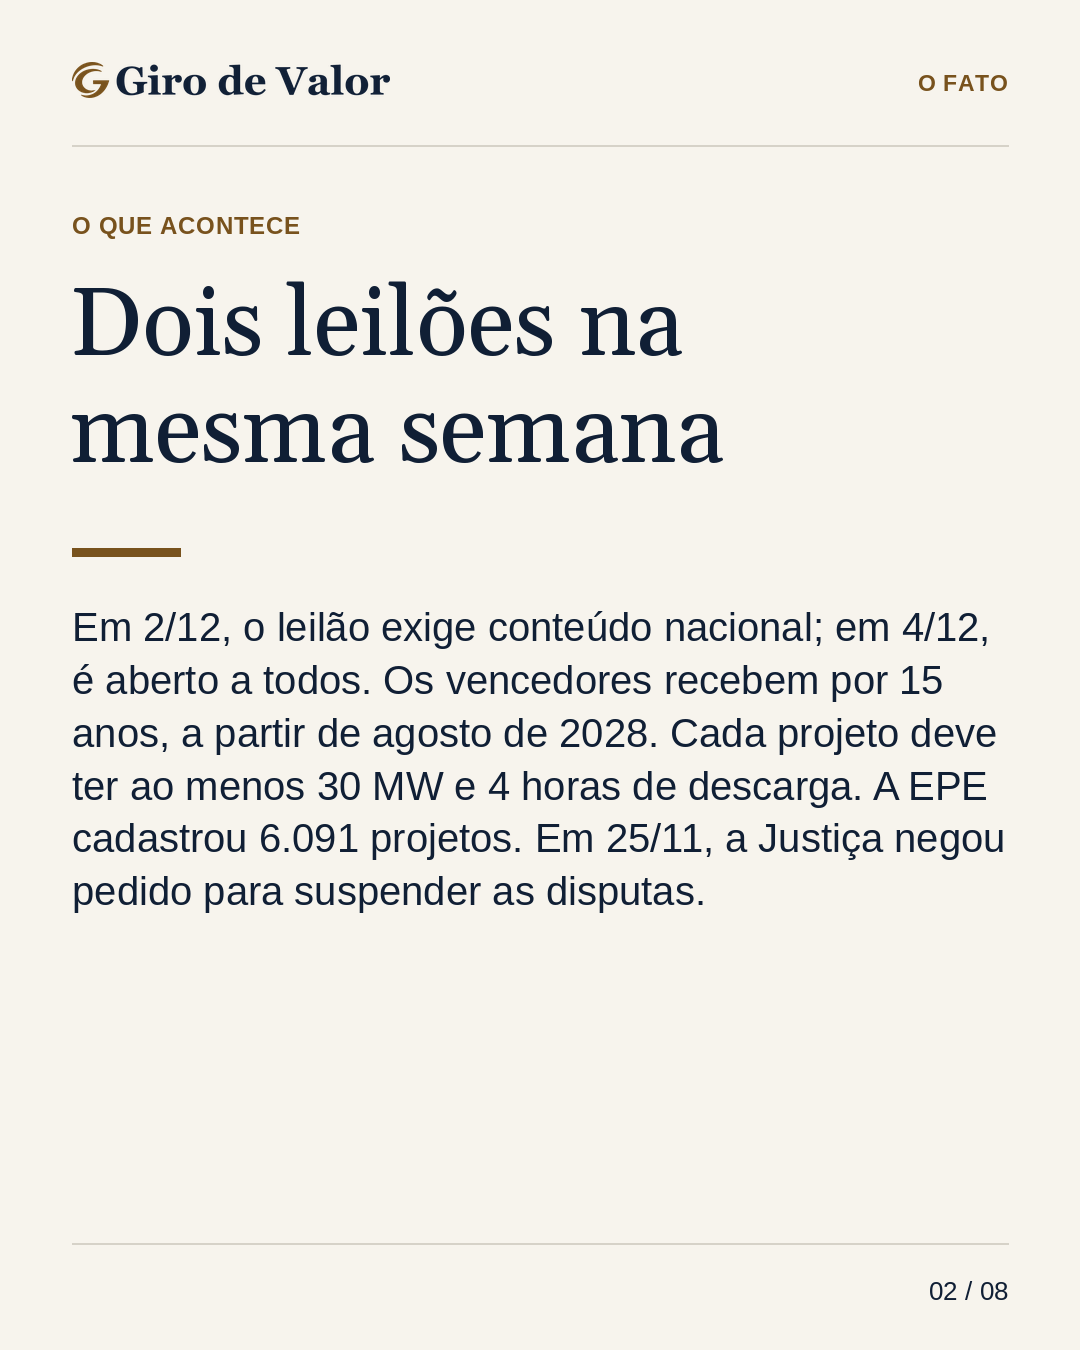 Giro de Valor
O FATO
O QUE ACONTECE
Dois leilões na
mesma semana
Em 2/12, o leilão exige conteúdo nacional; em 4/12,
é aberto a todos. Os vencedores recebem por 15
anos, a partir de agosto de 2028. Cada projeto deve
ter ao menos 30 MW e 4 horas de descarga. A EPE
cadastrou 6.091 projetos. Em 25/11, a Justiça negou
pedido para suspender as disputas.
02 / 08